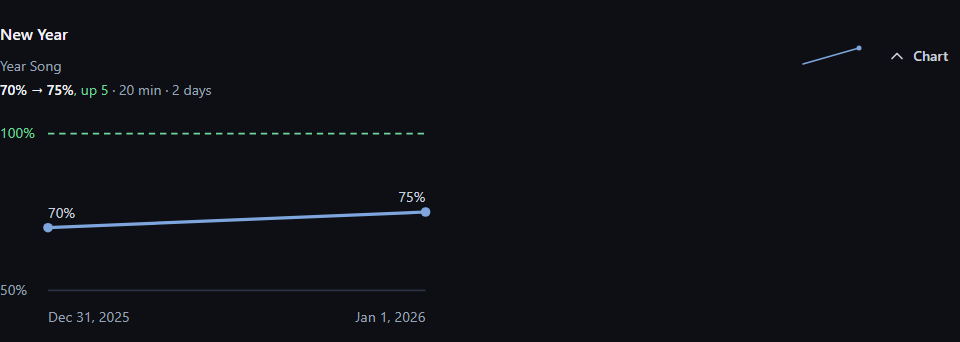 New Year
Year Song
70% → 75%, up 5 · 20 min · 2 days
Chart
100%
70%
75%
50%
Dec 31, 2025
Jan 1, 2026